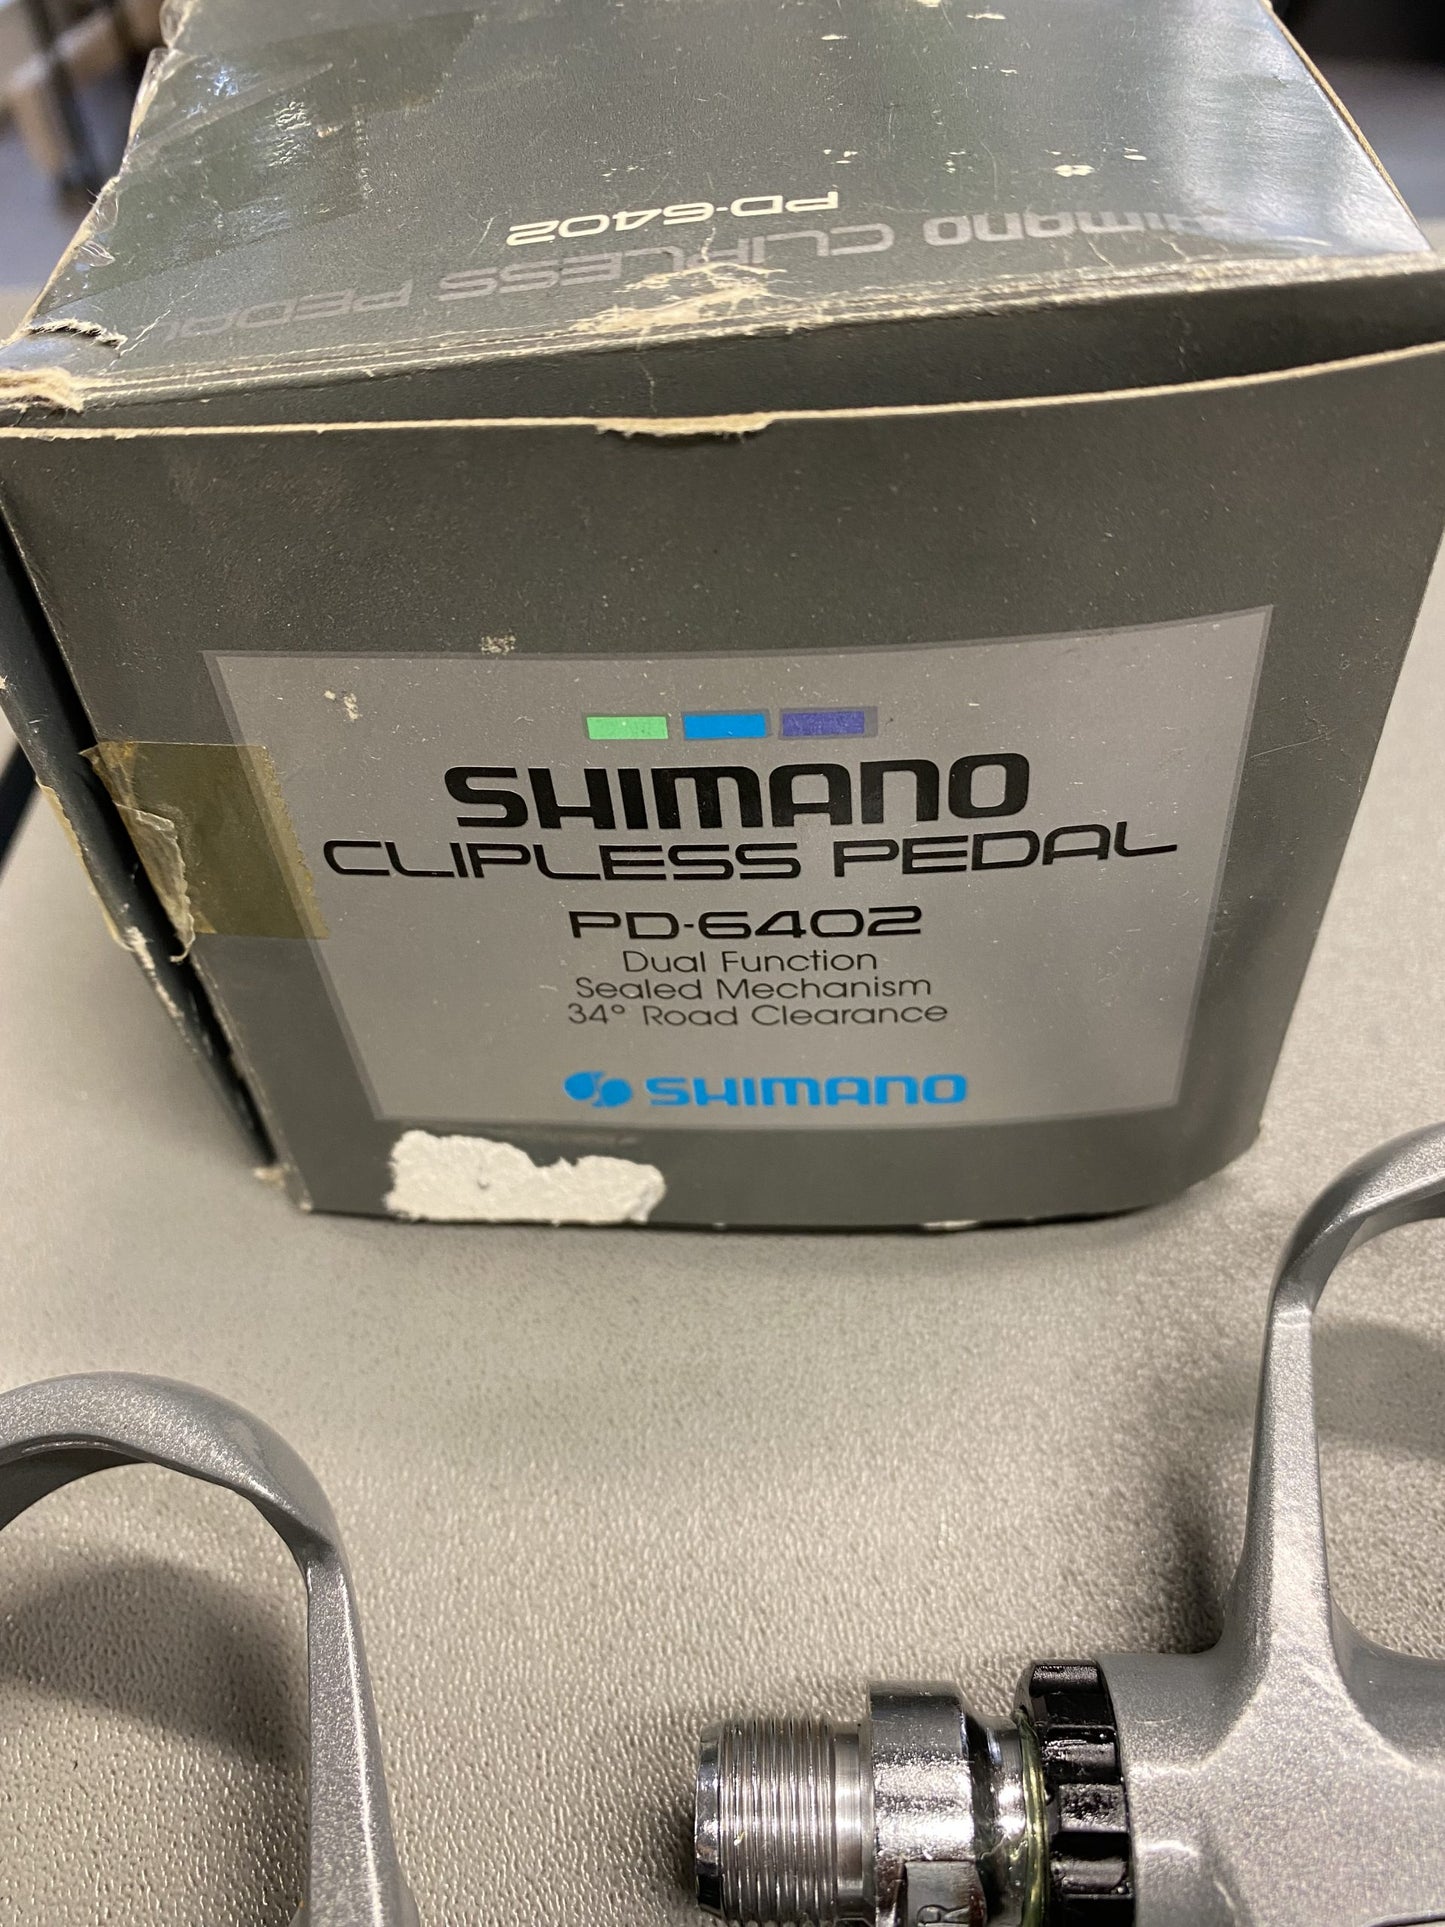 PD-6402
SHIMANO CLIPLESS PEDAL
SHIMANO
CLIPLESS PEDAL
PD-6402
Dual Function
Sealed Mechanism
34° Road Clearance
SHIMANO
R